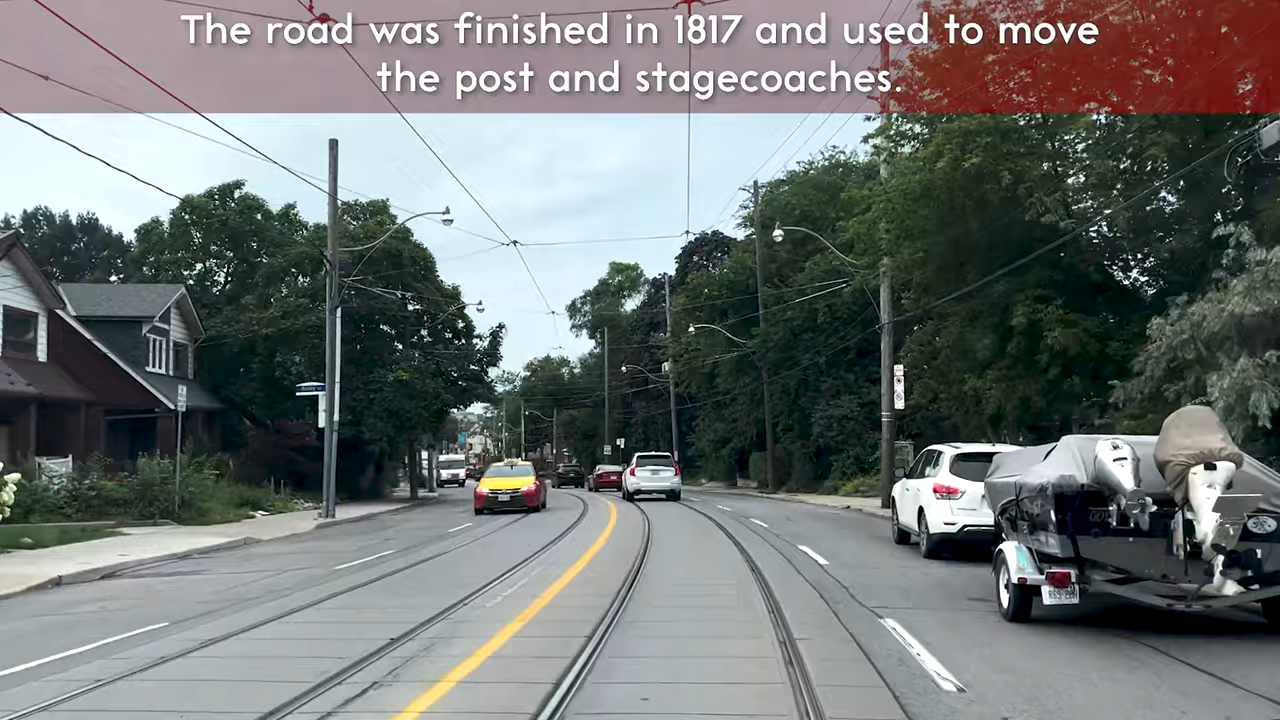 The road was finished in 1817 and used to move
the post and stagecoaches.